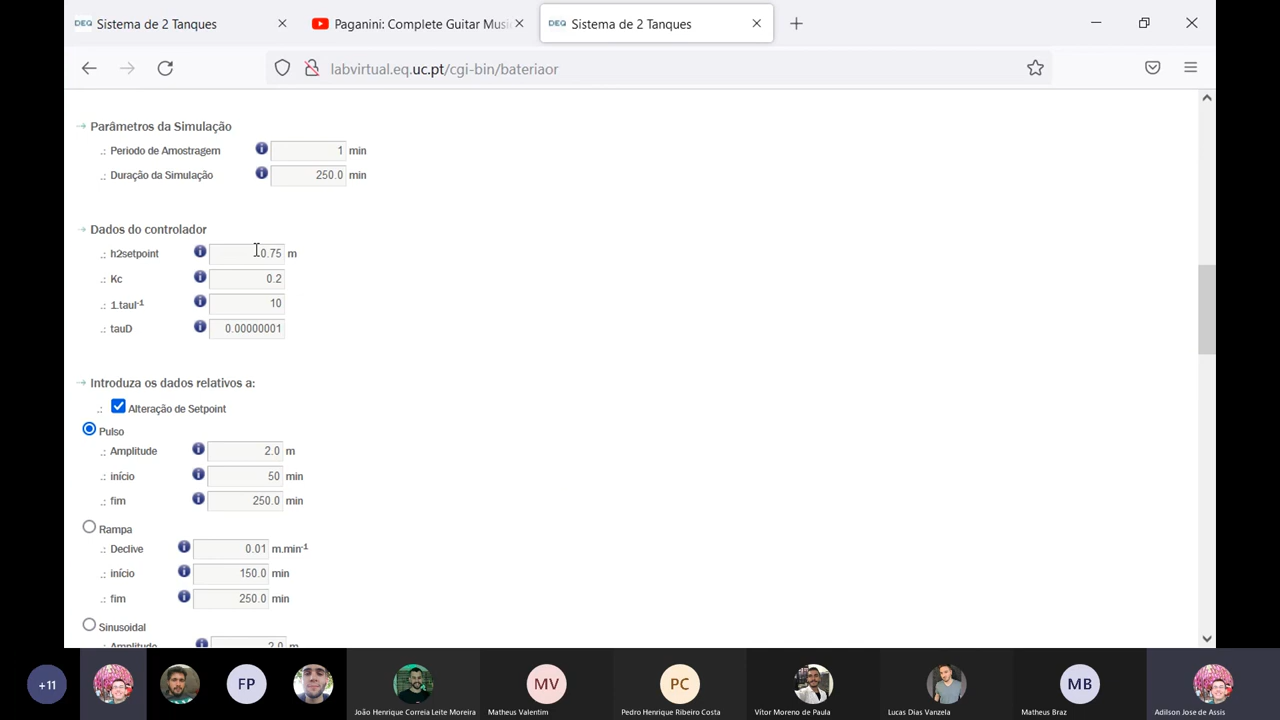 DEQ Sistema de 2 Tanques
Paganini: Complete Guitar Musi
DEQ Sistema de 2 Tanques
labvirtual.eq.uc.pt/cgi-bin/bateriaor
Parâmetros da Simulação
.: Periodo de Amostragem i 1 min
.: Duração da Simulação i 250.0 min
Dados do controlador
.: h2setpoint i 0.75 m
.: Kc i 0.2
.: 1.tauI-1 i 10
.: tauD i 0.00000001
Introduza os dados relativos a:
.: Alteração de Setpoint
Pulso
.: Amplitude i 2.0 m
.: início i 50 min
.: fim i 250.0 min
Rampa
.: Declive i 0.01 m.min-1
.: início i 150.0 min
.: fim i 250.0 min
Sinusoidal
.: Amplitude i 2.0 m
+11
FP
João Henrique Correia Leite Moreira
MV
Matheus Valentim
PC
Pedro Henrique Ribeiro Costa
Vítor Moreno de Paula
Lucas Dias Vanzela
MB
Matheus Braz
Adilson Jose de Assis